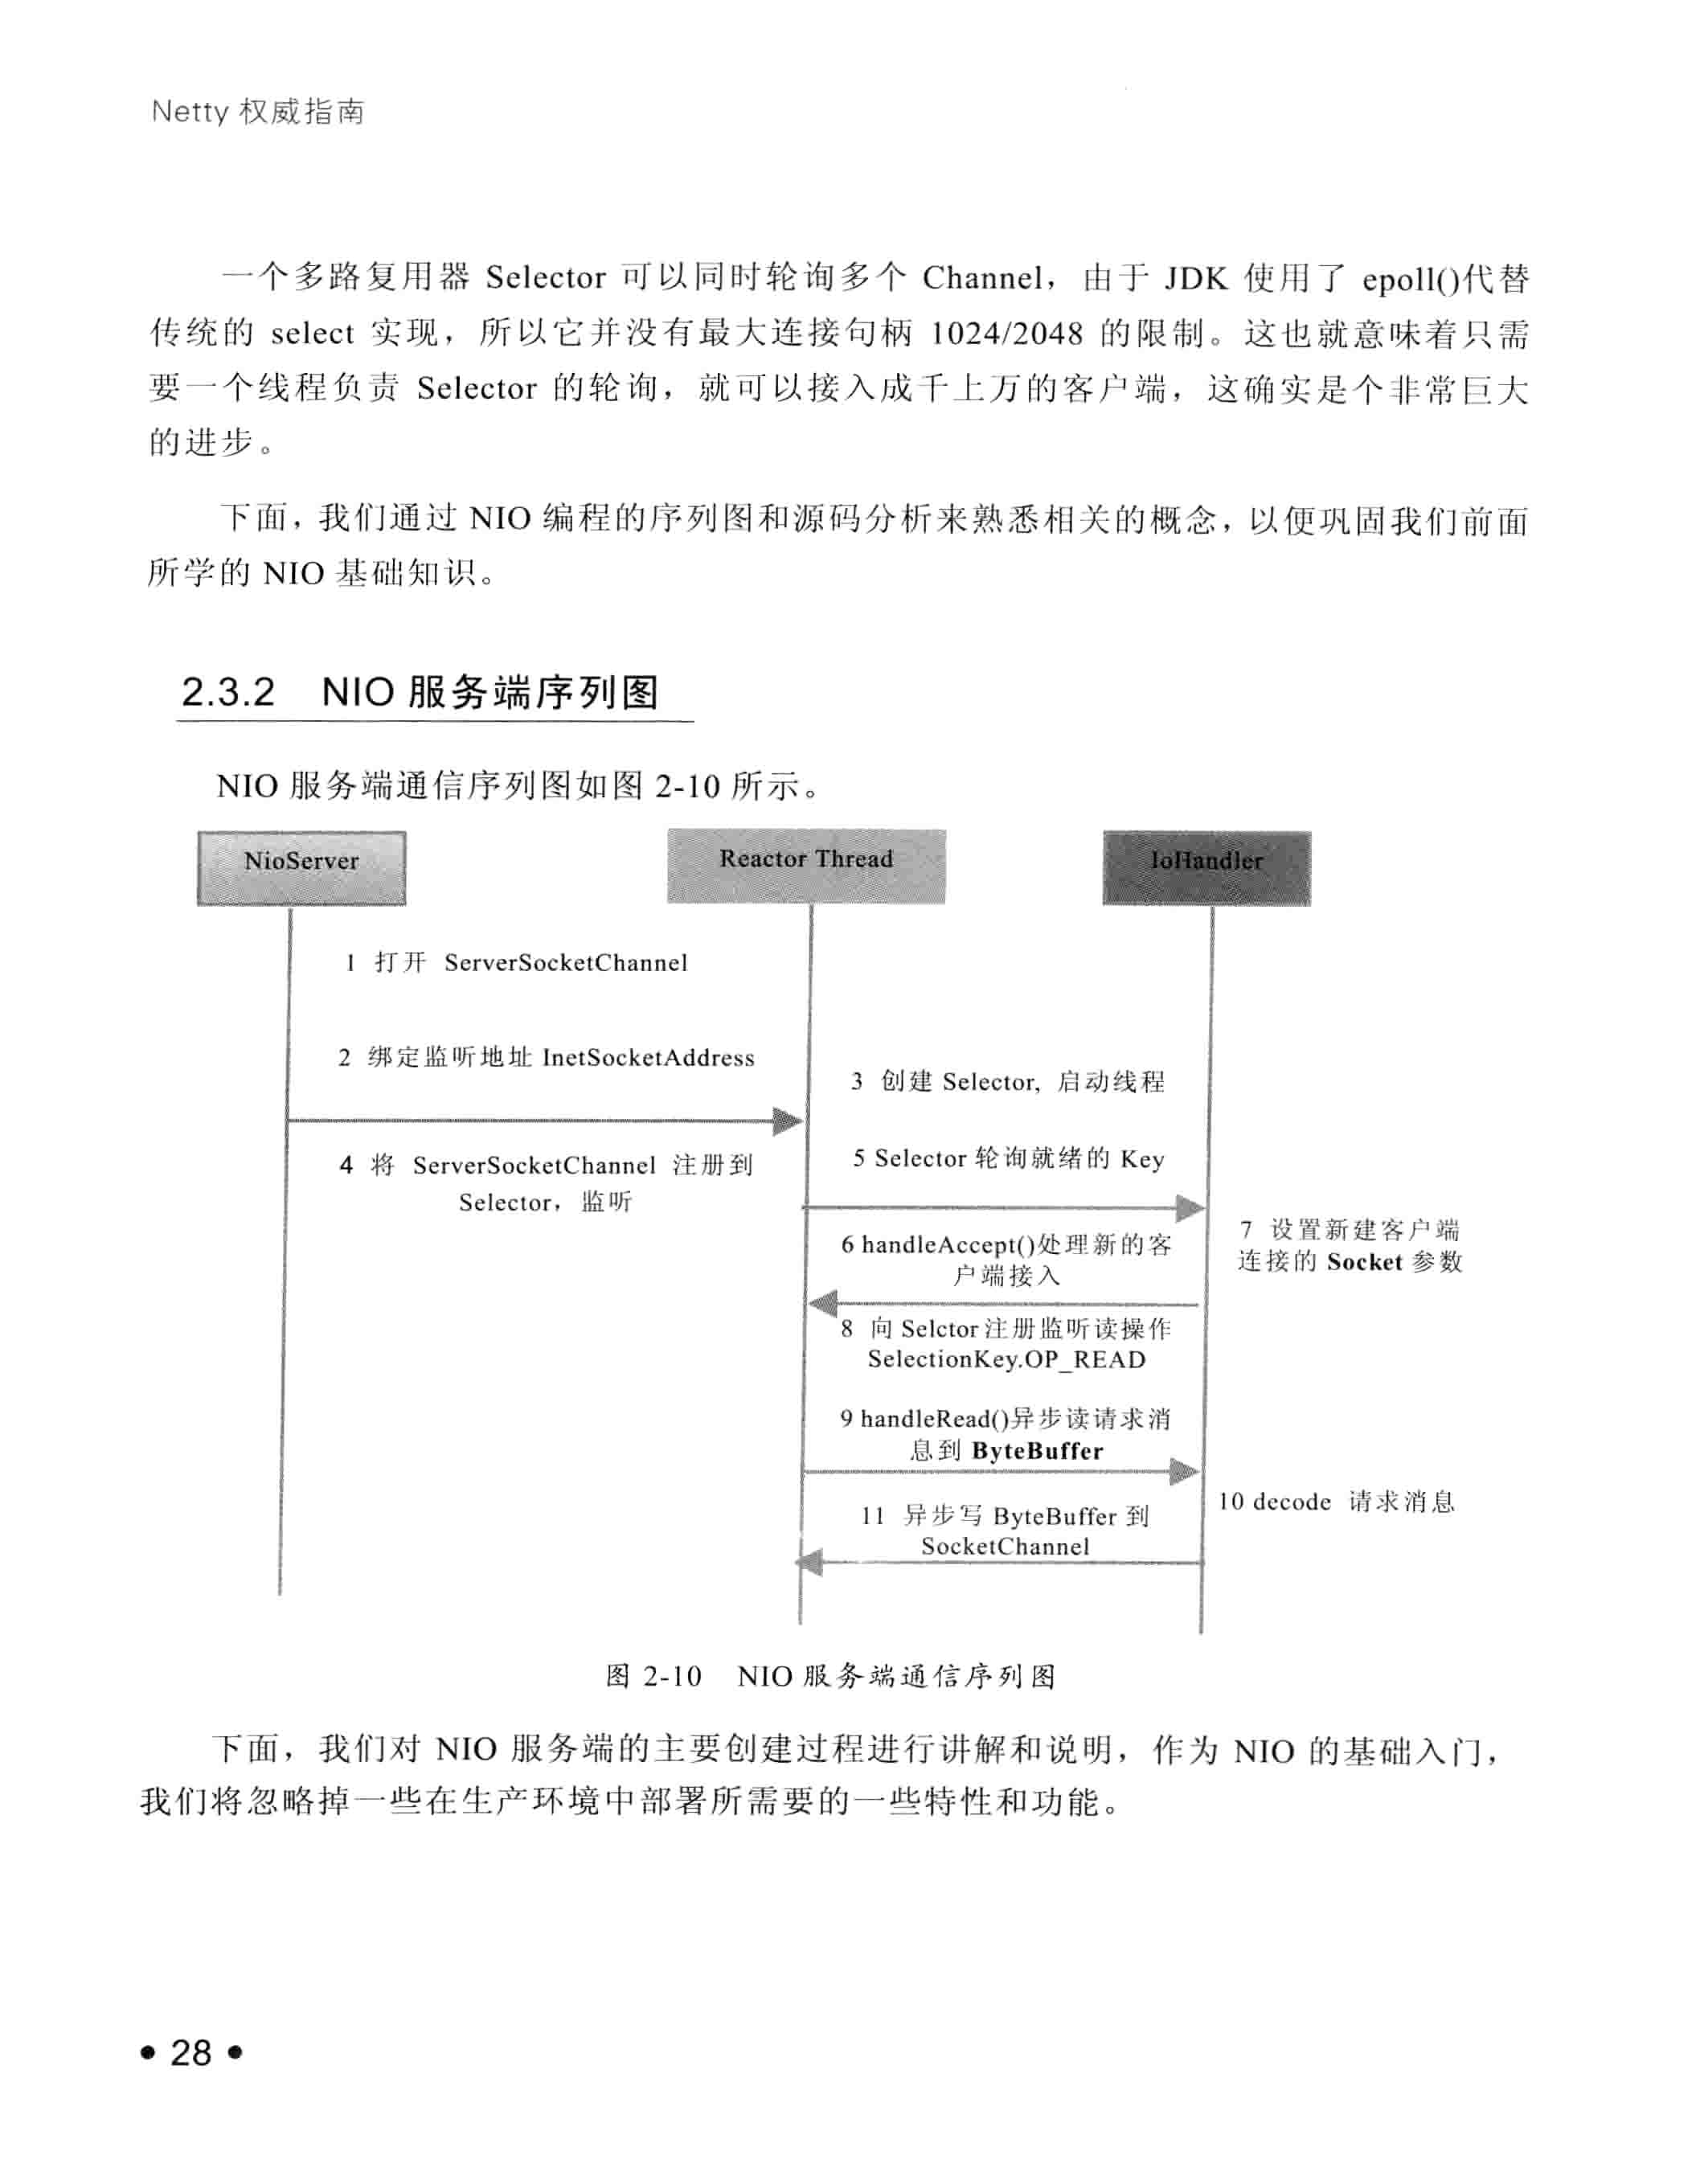 Netty 权威指南
一个多路复用器 Selector 可以同时轮询多个 Channel，由于 JDK 使用了 epoll()代替
传统的 select 实现，所以它并没有最大连接句柄 1024/2048 的限制。这也就意味着只需
要一个线程负责 Selector 的轮询，就可以接入成千上万的客户端，这确实是个非常巨大
的进步。
下面，我们通过 NIO 编程的序列图和源码分析来熟悉相关的概念，以便巩固我们前面
所学的 NIO 基础知识。
2.3.2 NIO 服务端序列图
NIO 服务端通信序列图如图 2-10 所示。
NioServer
Reactor Thread
IoHandler
1 打开 ServerSocketChannel
2 绑定监听地址 InetSocketAddress
3 创建 Selector, 启动线程
4 将 ServerSocketChannel 注册到
Selector，监听
5 Selector 轮询就绪的 Key
6 handleAccept()处理新的客
户端接入
7 设置新建客户端
连接的 Socket 参数
8 向 Selctor 注册监听读操作
SelectionKey.OP_READ
9 handleRead()异步读请求消
息到 ByteBuffer
10 decode 请求消息
11 异步写 ByteBuffer 到
SocketChannel
图 2-10 NIO 服务端通信序列图
下面，我们对 NIO 服务端的主要创建过程进行讲解和说明，作为 NIO 的基础入门，
我们将忽略掉一些在生产环境中部署所需要的一些特性和功能。
• 28 •